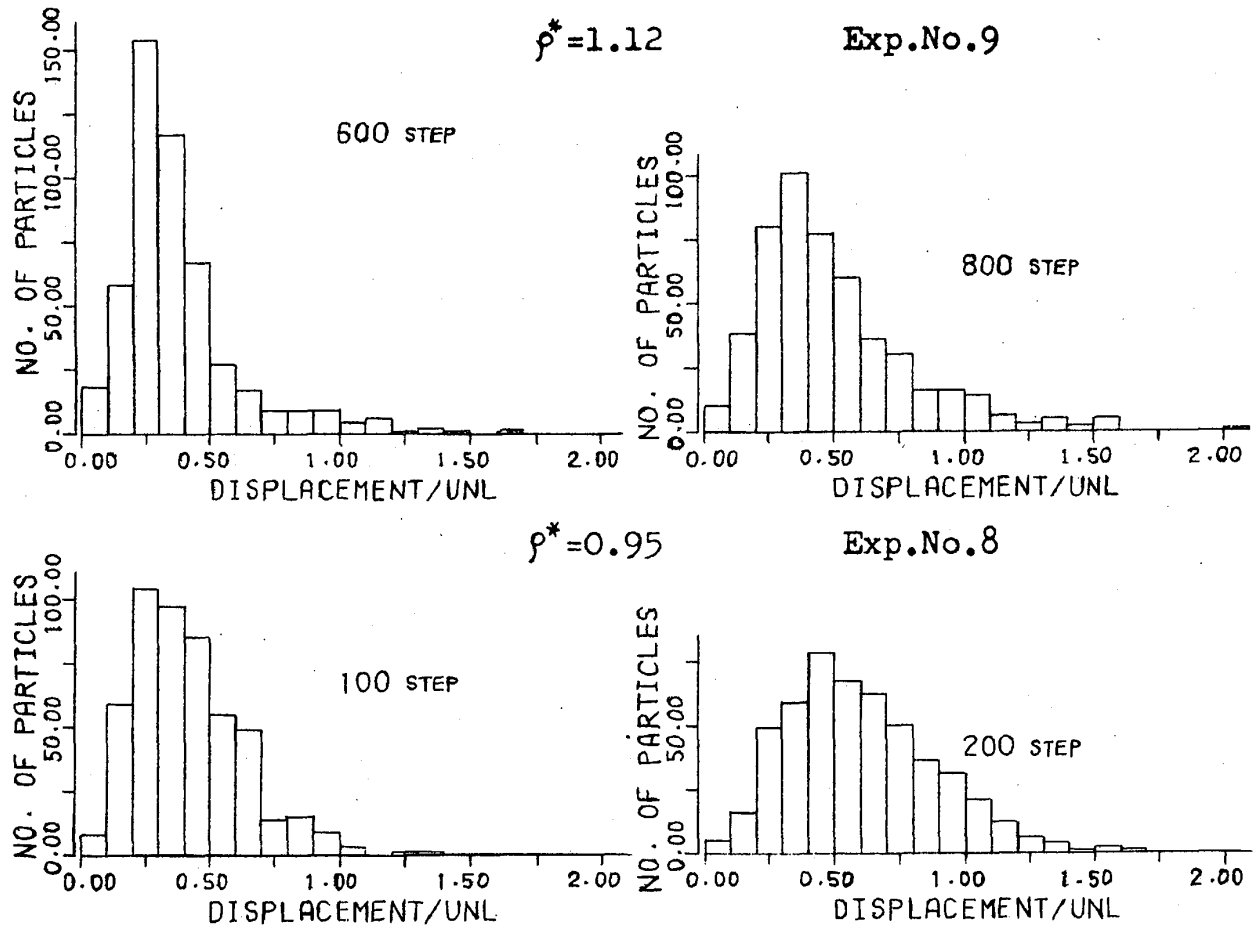 ρ*=1.12 Exp.No.9
NO. OF PARTICLES
0.00 50.00 100.00 150.00
600 STEP
0.00 0.50 1.00 1.50 2.00
DISPLACEMENT/UNL
NO. OF PARTICLES
0.00 50.00 100.00
800 STEP
0.00 0.50 1.00 1.50 2.00
DISPLACEMENT/UNL
ρ*=0.95 Exp.No.8
NO. OF PARTICLES
0.00 50.00 100.00
100 STEP
0.00 0.50 1.00 1.50 2.00
DISPLACEMENT/UNL
NO. OF PARTICLES
0.00 50.00
200 STEP
0.00 0.50 1.00 1.50 2.00
DISPLACEMENT/UNL